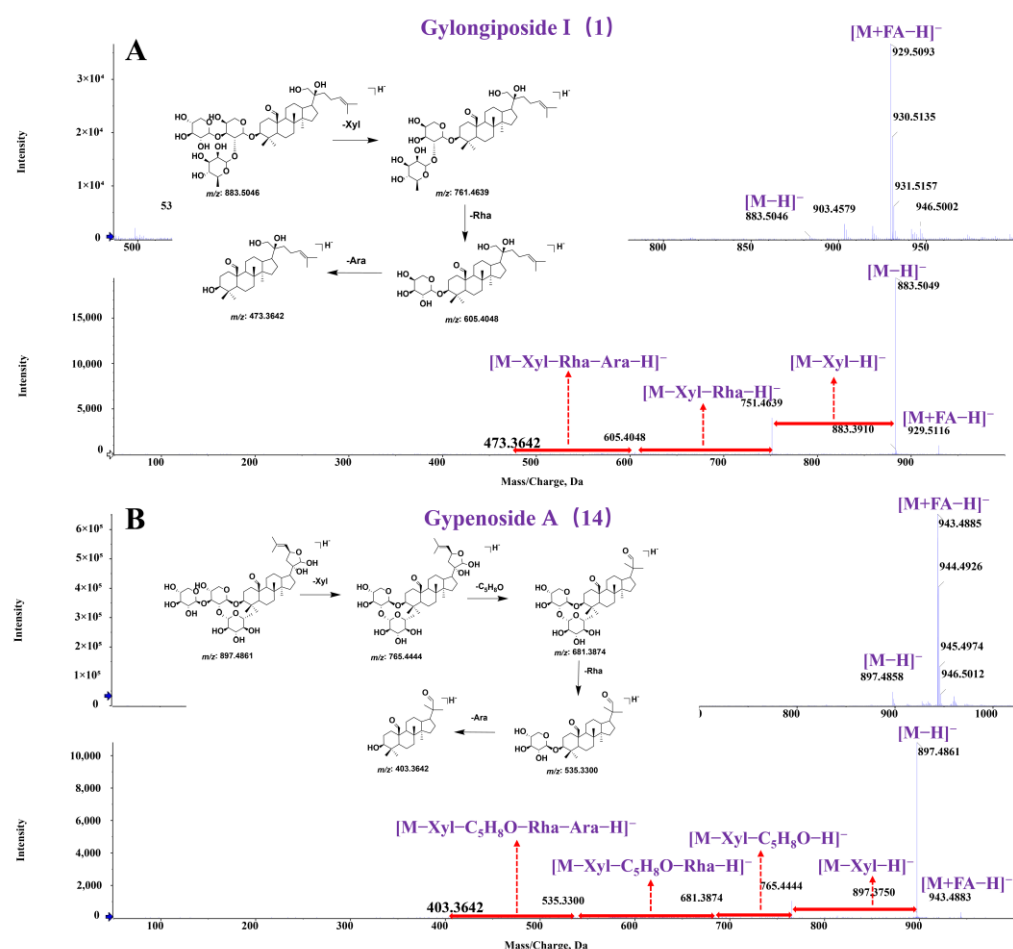 Gylongiposide I (1)
A
[M+FA−H]⁻
929.5093
930.5135
931.5157
946.5002
[M−H]⁻
883.5046
903.4579
Intensity
3×10⁴
2×10⁴
1×10⁴
0
53
500
800
850
900
950
-Xyl
m/z: 883.5046
m/z: 761.4639
-Rha
-Ara
m/z: 473.3642
m/z: 605.4048
[M−H]⁻
883.5049
Intensity
15,000
10,000
5,000
0
[M−Xyl−Rha−Ara−H]⁻
[M−Xyl−Rha−H]⁻
[M−Xyl−H]⁻
[M+FA−H]⁻
473.3642
605.4048
751.4639
883.3910
929.5116
100
200
300
400
500
600
700
800
900
Mass/Charge, Da
B
Gypenoside A (14)
[M+FA−H]⁻
943.4885
944.4926
945.4974
946.5012
[M−H]⁻
897.4858
Intensity
6×10⁵
5×10⁵
4×10⁵
3×10⁵
2×10⁵
1×10⁵
0
800
900
1000
-Xyl
-C₅H₈O
m/z: 897.4861
m/z: 765.4444
m/z: 681.3874
-Rha
-Ara
m/z: 403.3642
m/z: 535.3300
[M−H]⁻
897.4861
Intensity
10,000
8,000
6,000
4,000
2,000
0
[M−Xyl−C₅H₈O−Rha−Ara−H]⁻
[M−Xyl−C₅H₈O−Rha−H]⁻
[M−Xyl−C₅H₈O−H]⁻
[M−Xyl−H]⁻
[M+FA−H]⁻
403.3642
535.3300
681.3874
765.4444
897.3750
943.4883
100
200
300
400
500
600
700
800
900
Mass/Charge, Da